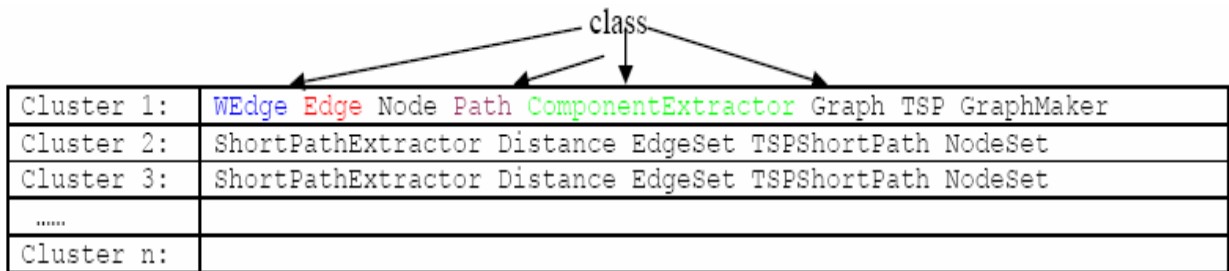 class
Cluster 1: WEdge Edge Node Path ComponentExtractor Graph TSP GraphMaker
Cluster 2: ShortPathExtractor Distance EdgeSet TSPShortPath NodeSet
Cluster 3: ShortPathExtractor Distance EdgeSet TSPShortPath NodeSet
......
Cluster n: